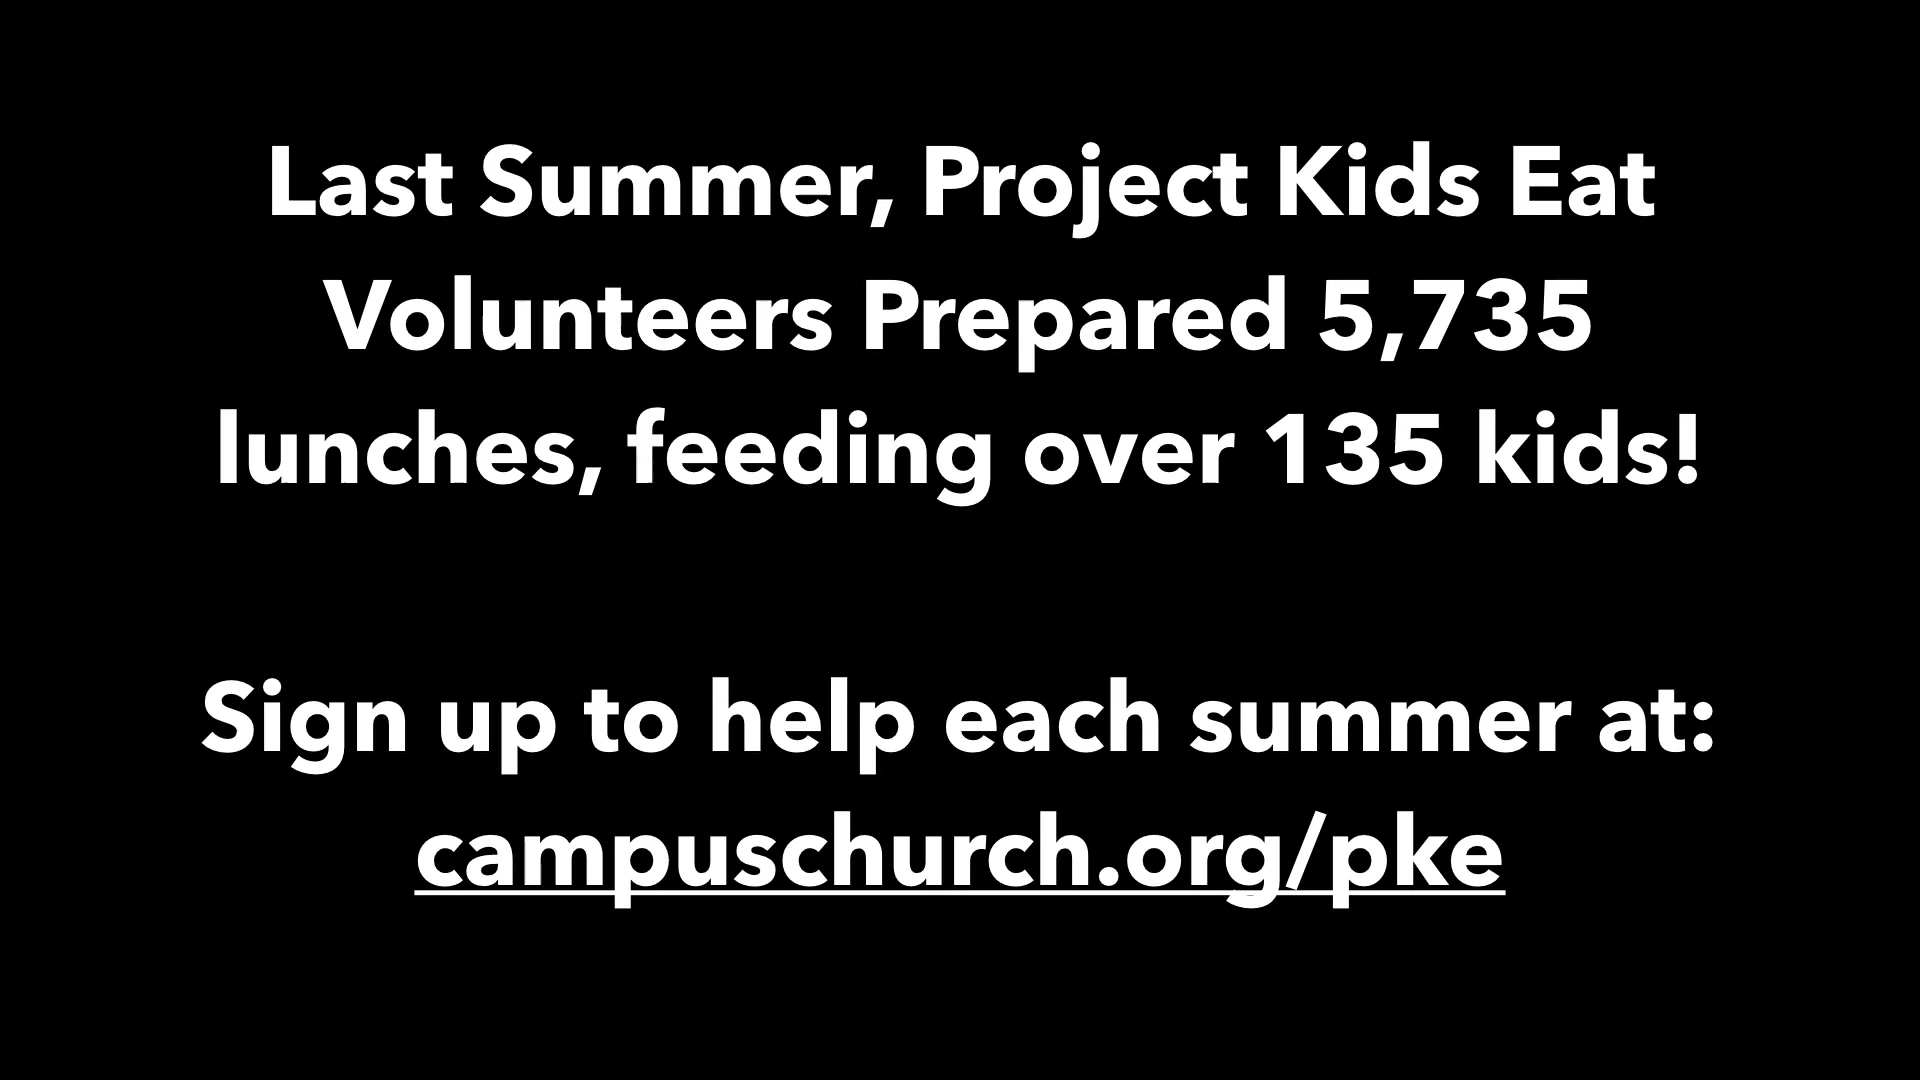 Last Summer, Project Kids Eat
Volunteers Prepared 5,735
lunches, feeding over 135 kids!
Sign up to help each summer at:
campuschurch.org/pke